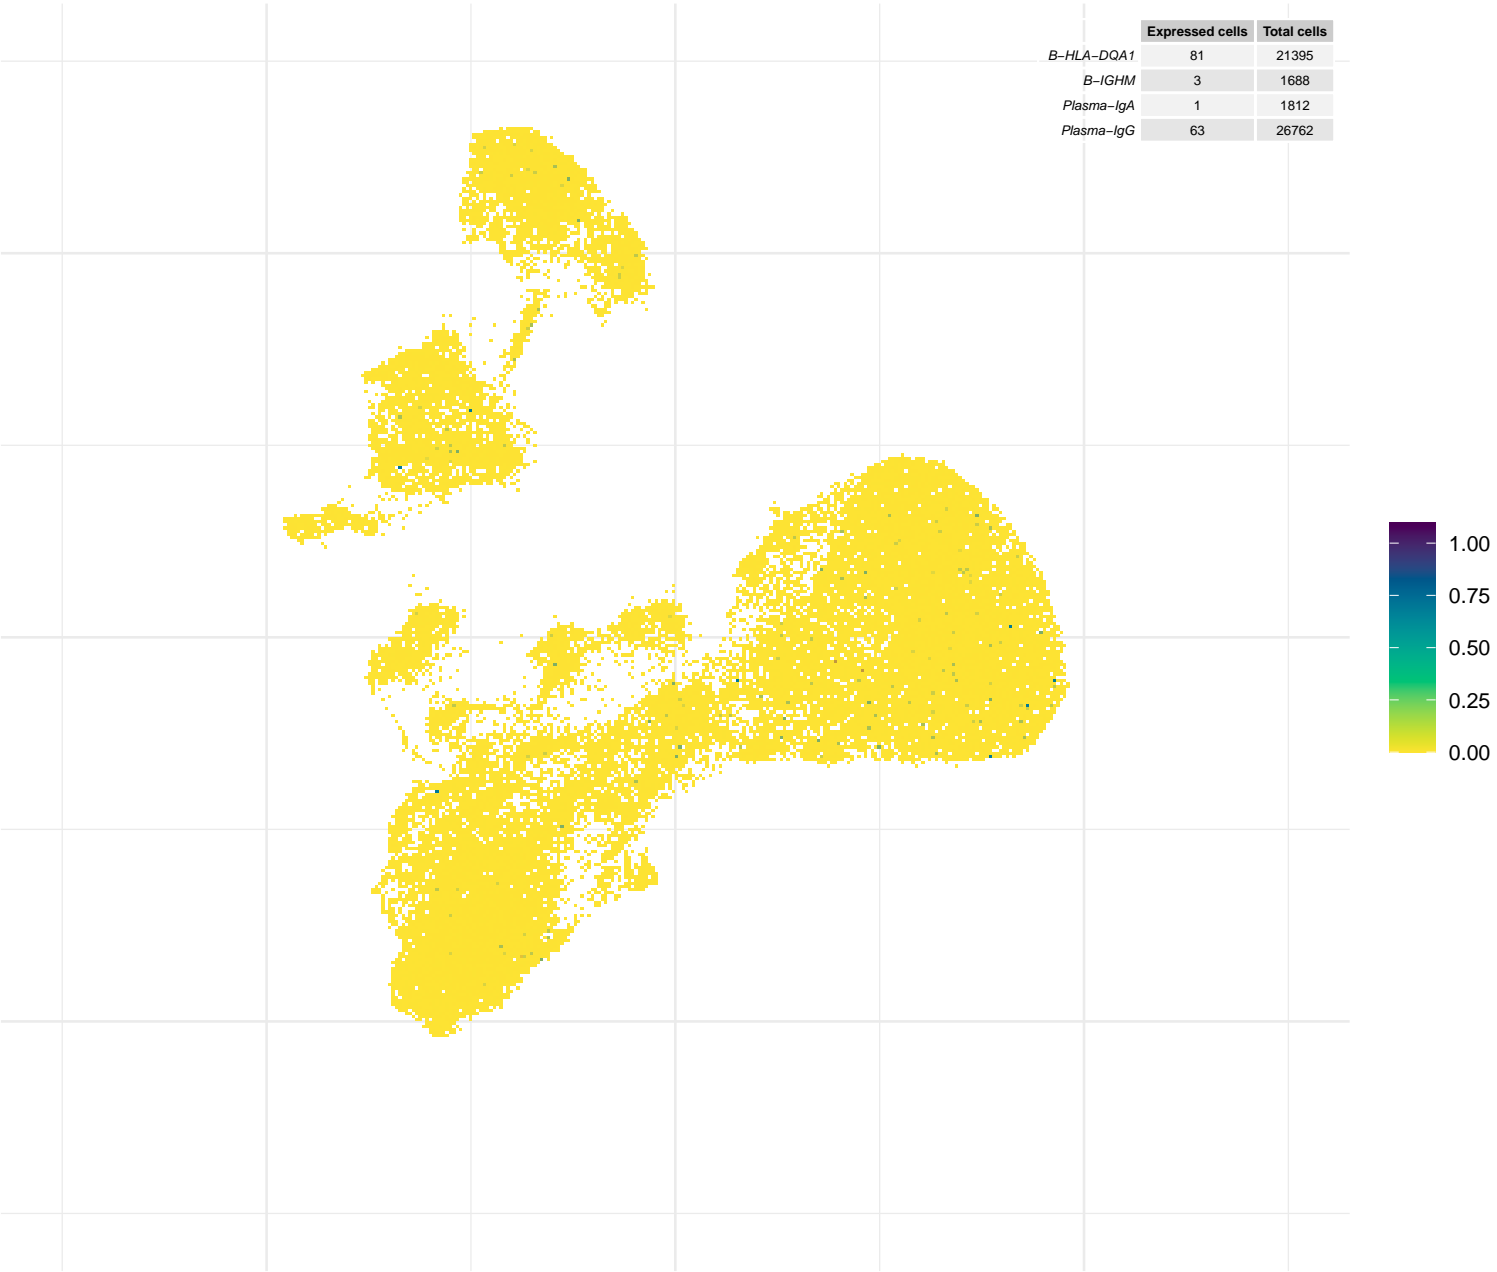 Expressed cells Total cells
B−HLA−DQA1 81 21395
B−IGHM 3 1688
Plasma−IgA 1 1812
Plasma−IgG 63 26762
1.00
0.75
0.50
0.25
0.00